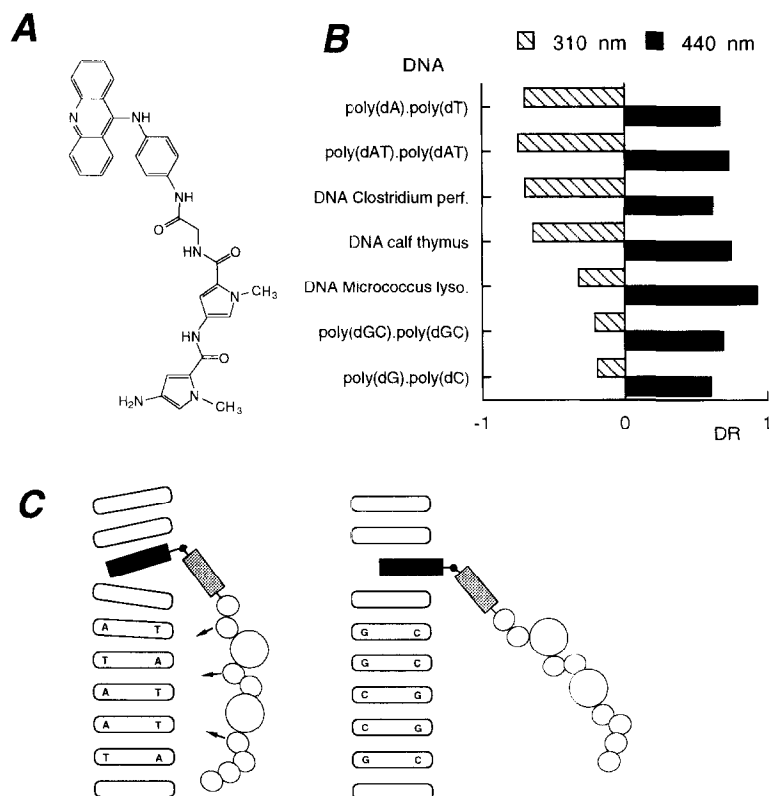 A
N
NH
NH
O
HN
O
N
CH₃
HN
O
H₂N
N
CH₃
B
310 nm 440 nm
DNA
poly(dA).poly(dT)
poly(dAT).poly(dAT)
DNA Clostridium perf.
DNA calf thymus
DNA Micrococcus lyso.
poly(dGC).poly(dGC)
poly(dG).poly(dC)
-1 0 1
DR
C
A T
T A
A T
A T
T A
G C
G C
C G
C G
G C